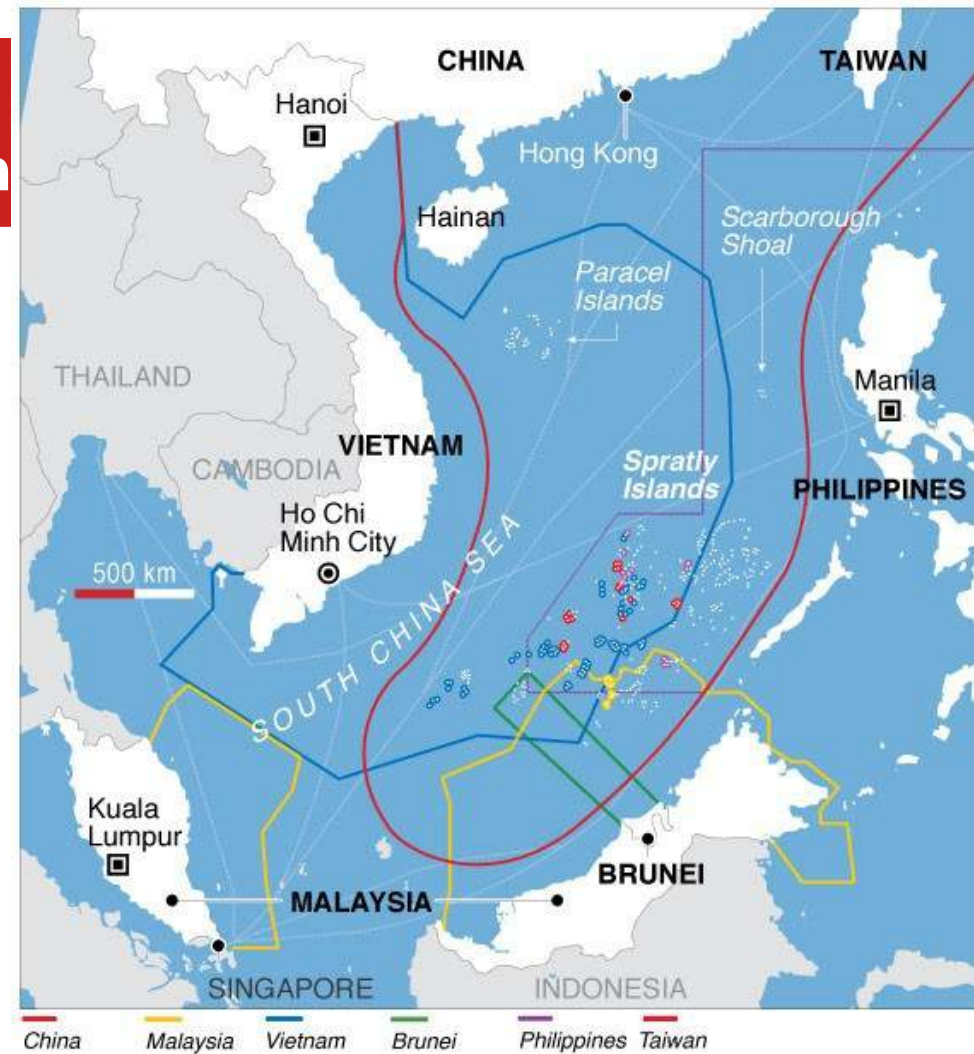 CHINA
TAIWAN
Hanoi
Hong Kong
Hainan
Scarborough
Shoal
Paracel
Islands
THAILAND
Manila
VIETNAM
CAMBODIA
Spratly
Islands
PHILIPPINES
Ho Chi
Minh City
500 km
SOUTH CHINA SEA
Kuala
Lumpur
BRUNEI
MALAYSIA
SINGAPORE
INDONESIA
China
Malaysia
Vietnam
Brunei
Philippines
Taiwan